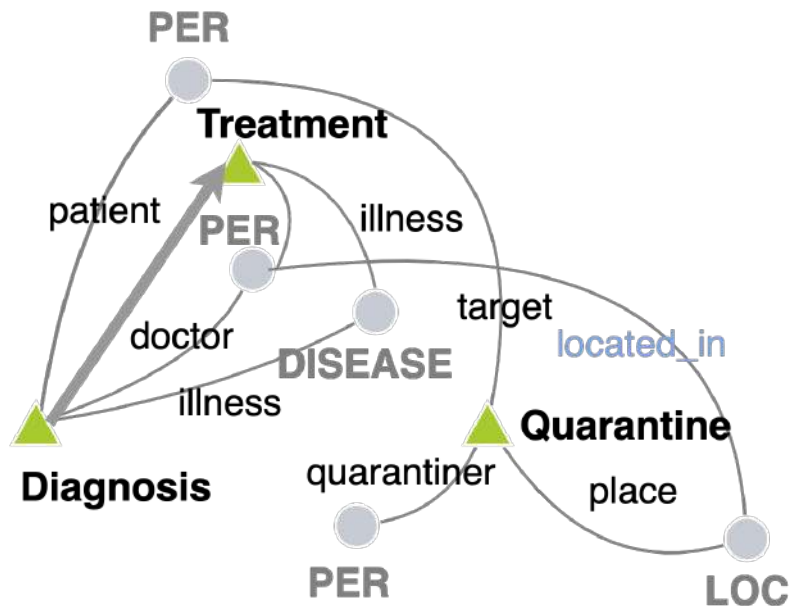 PER
Treatment
patient
PER
illness
target
doctor
located_in
DISEASE
illness
Quarantine
quarantiner
Diagnosis
place
PER
LOC